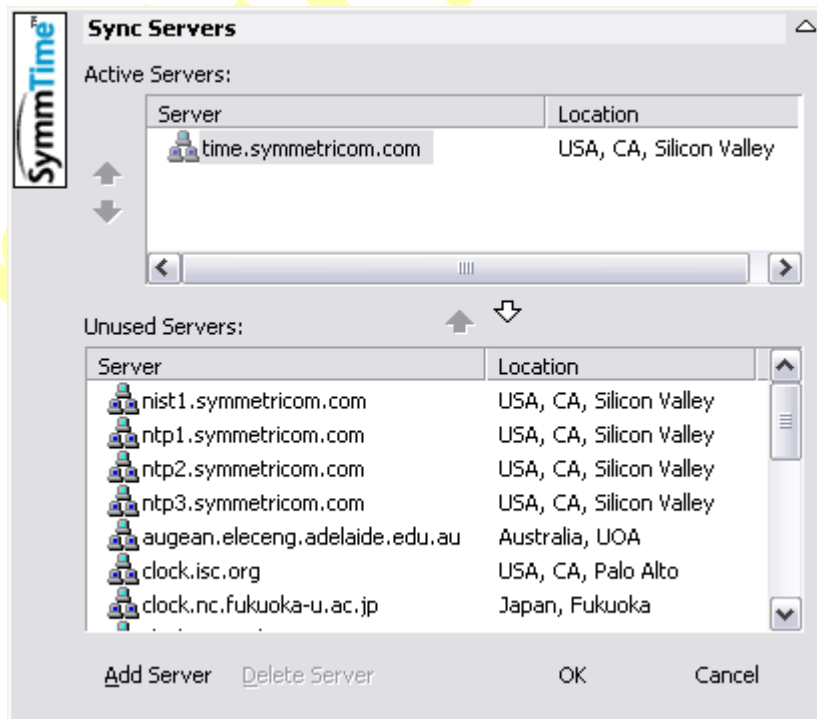 SymmTime
Sync Servers
Active Servers:
Server Location
time.symmetricom.com USA, CA, Silicon Valley
Unused Servers:
Server Location
nist1.symmetricom.com USA, CA, Silicon Valley
ntp1.symmetricom.com USA, CA, Silicon Valley
ntp2.symmetricom.com USA, CA, Silicon Valley
ntp3.symmetricom.com USA, CA, Silicon Valley
augean.eleceng.adelaide.edu.au Australia, UOA
clock.isc.org USA, CA, Palo Alto
clock.nc.fukuoka-u.ac.jp Japan, Fukuoka
Add Server Delete Server OK Cancel